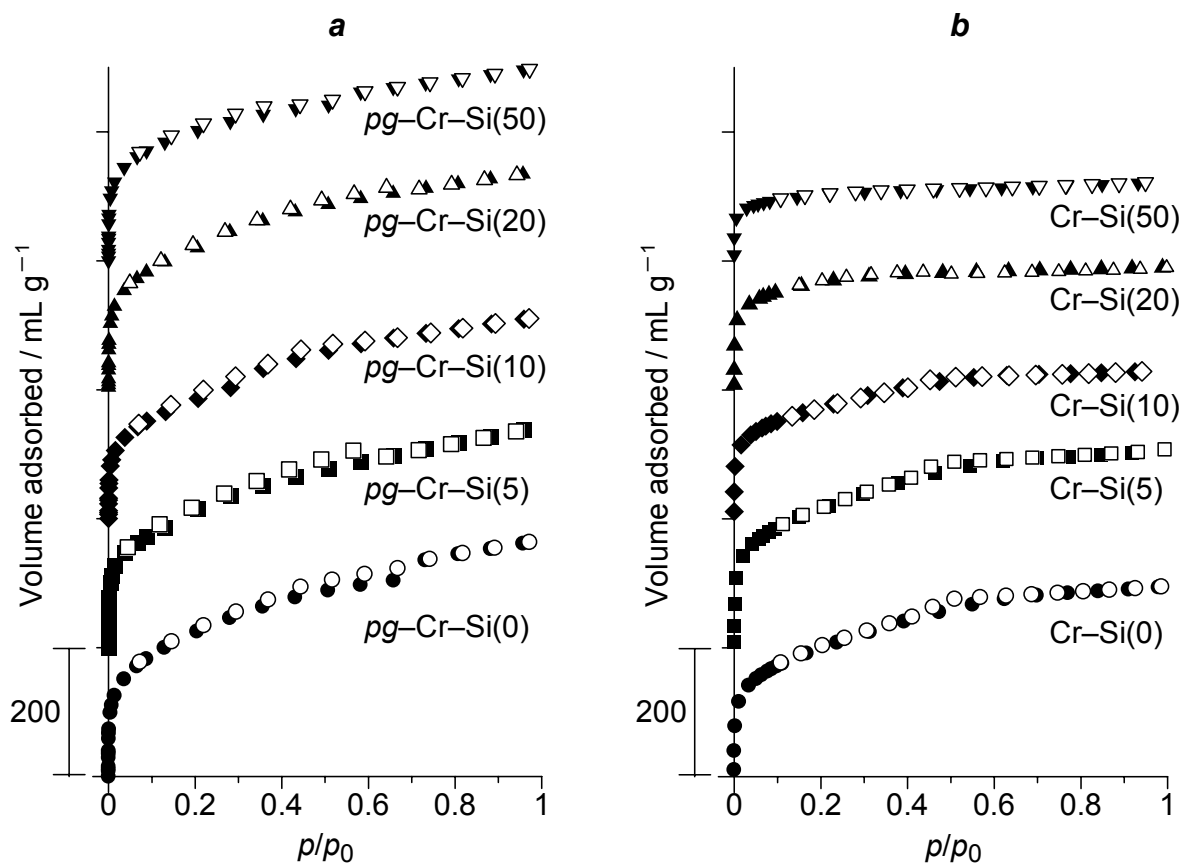 a
Volume adsorbed / mL g⁻¹
pg–Cr–Si(50)
pg–Cr–Si(20)
pg–Cr–Si(10)
pg–Cr–Si(5)
pg–Cr–Si(0)
200
0 0.2 0.4 0.6 0.8 1
p/p₀
b
Volume adsorbed / mL g⁻¹
Cr–Si(50)
Cr–Si(20)
Cr–Si(10)
Cr–Si(5)
Cr–Si(0)
200
0 0.2 0.4 0.6 0.8 1
p/p₀